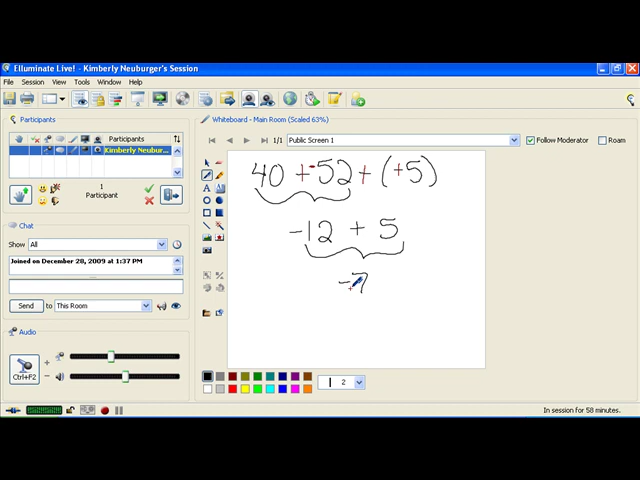 Elluminate Live! - Kimberly Neuburger's Session
File Session View Tools Window Help
Participants
Participants
Kimberly Neubur...
1
Participant
Chat
Show All
Joined on December 28, 2009 at 1:37 PM
Send to This Room
Audio
Ctrl+F2
Whiteboard - Main Room (Scaled 63%)
1/1 Public Screen 1 Follow Moderator Roam
40 + -52 + (+5)
-12 + 5
-7
2
In session for 58 minutes.